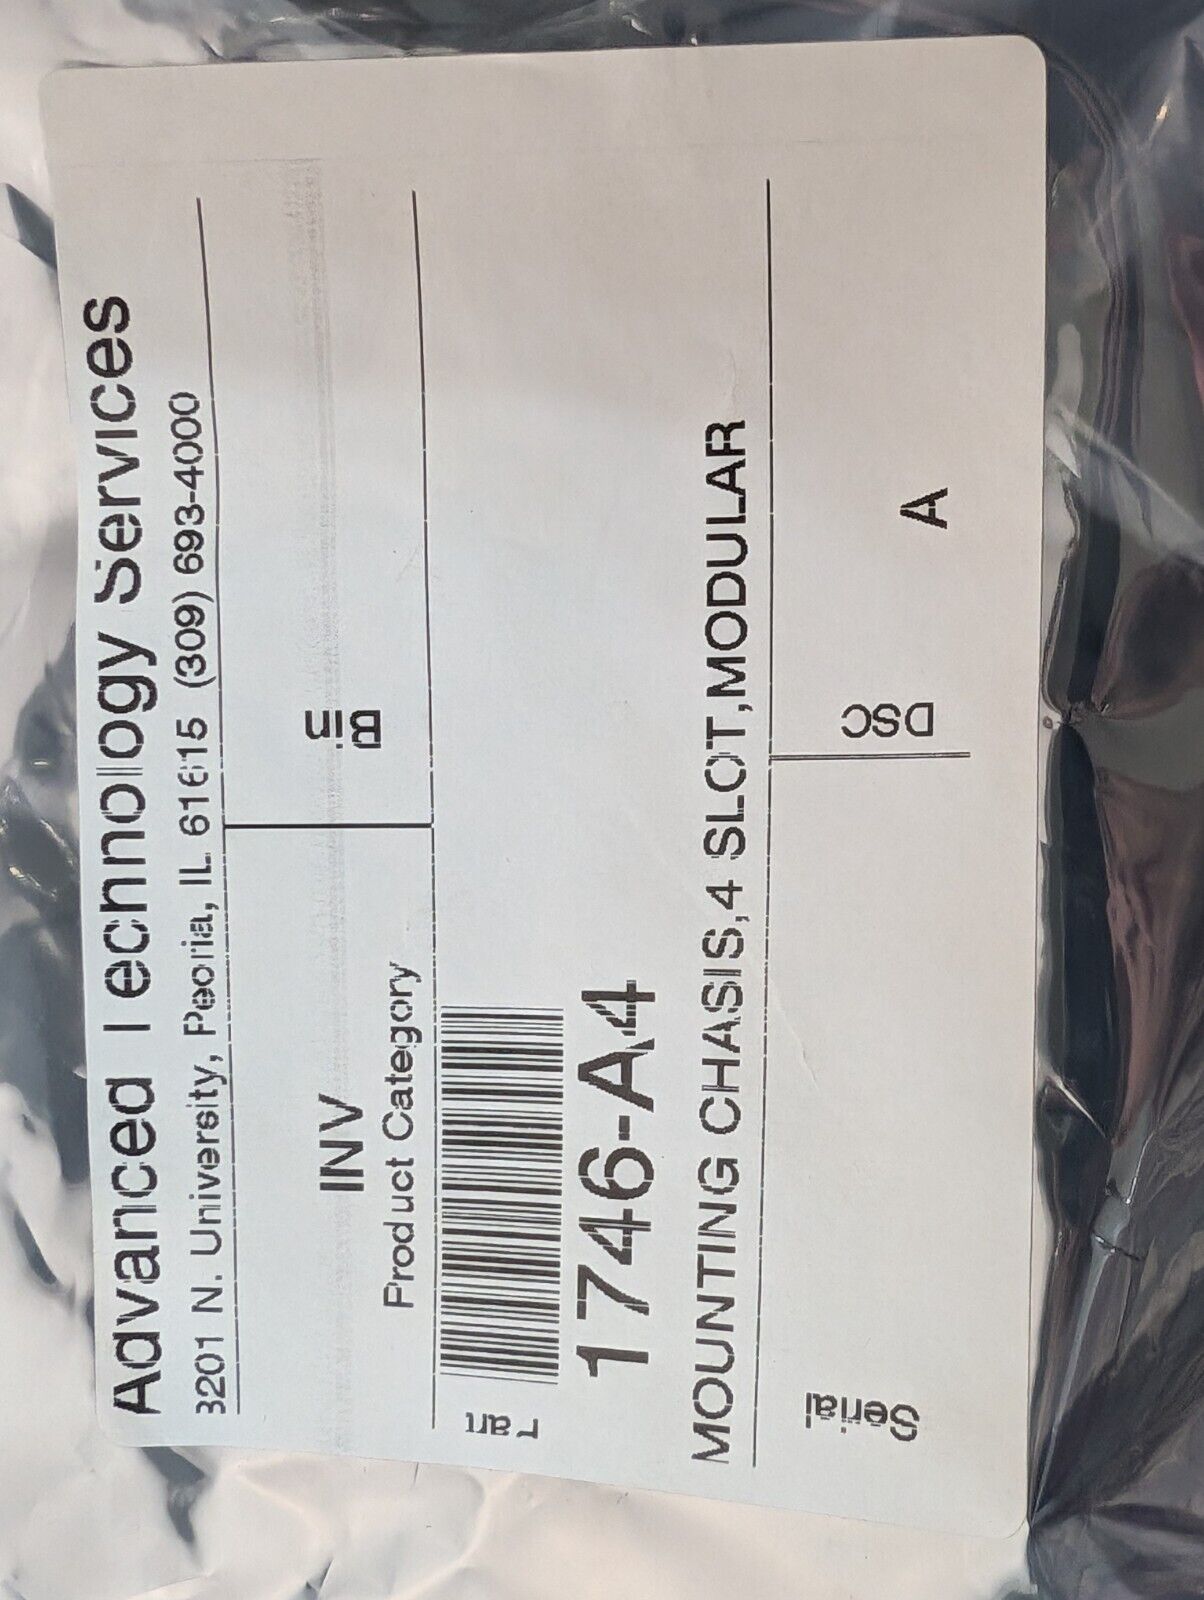 Advanced Technology Services
8201 N. University, Peoria, IL 61615 (309) 693-4000
INV
Product Category
Bin
Part
1746-A4
MOUNTING CHASIS,4 SLOT,MODULAR
Serial
DSC
A